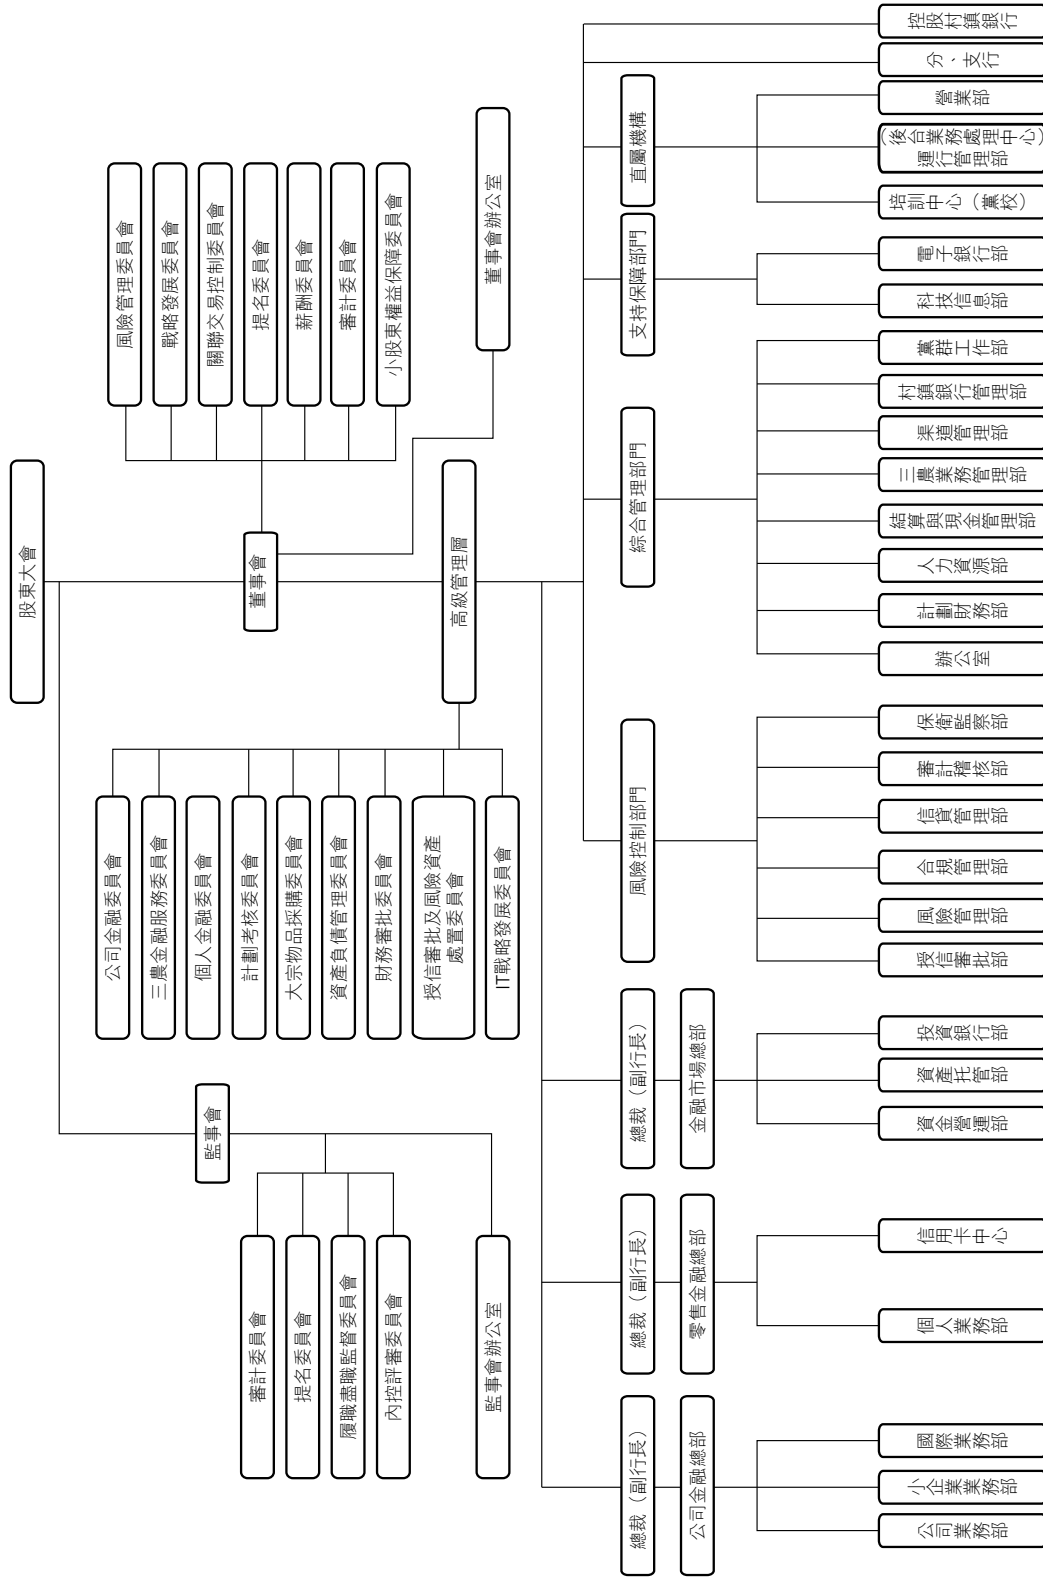 股東大會
監事會
審計委員會
提名委員會
履職盡職監督委員會
內控評審委員會
監事會辦公室
董事會
風險管理委員會
戰略發展委員會
關聯交易控制委員會
提名委員會
薪酬委員會
審計委員會
小股東權益保障委員會
董事會辦公室
高級管理層
公司金融委員會
三農金融服務委員會
個人金融委員會
計劃考核委員會
大宗物品採購委員會
資產負債管理委員會
財務審批委員會
授信審批及風險資產
處置委員會
IT戰略發展委員會
總裁（副行長）
公司金融總部
公司業務部
小企業業務部
國際業務部
總裁（副行長）
零售金融總部
個人業務部
信用卡中心
總裁（副行長）
金融市場總部
資金營運部
資產托管部
投資銀行部
風險控制部門
授信審批部
風險管理部
合規管理部
信貸管理部
審計稽核部
保衛監察部
綜合管理部門
辦公室
計劃財務部
人力資源部
結算與現金管理部
三農業務管理部
渠道管理部
村鎮銀行管理部
黨群工作部
支持保障部門
科技信息部
電子銀行部
直屬機構
培訓中心（黨校）
運行管理部
（後台業務處理中心）
營業部
分、支行
控股村鎮銀行